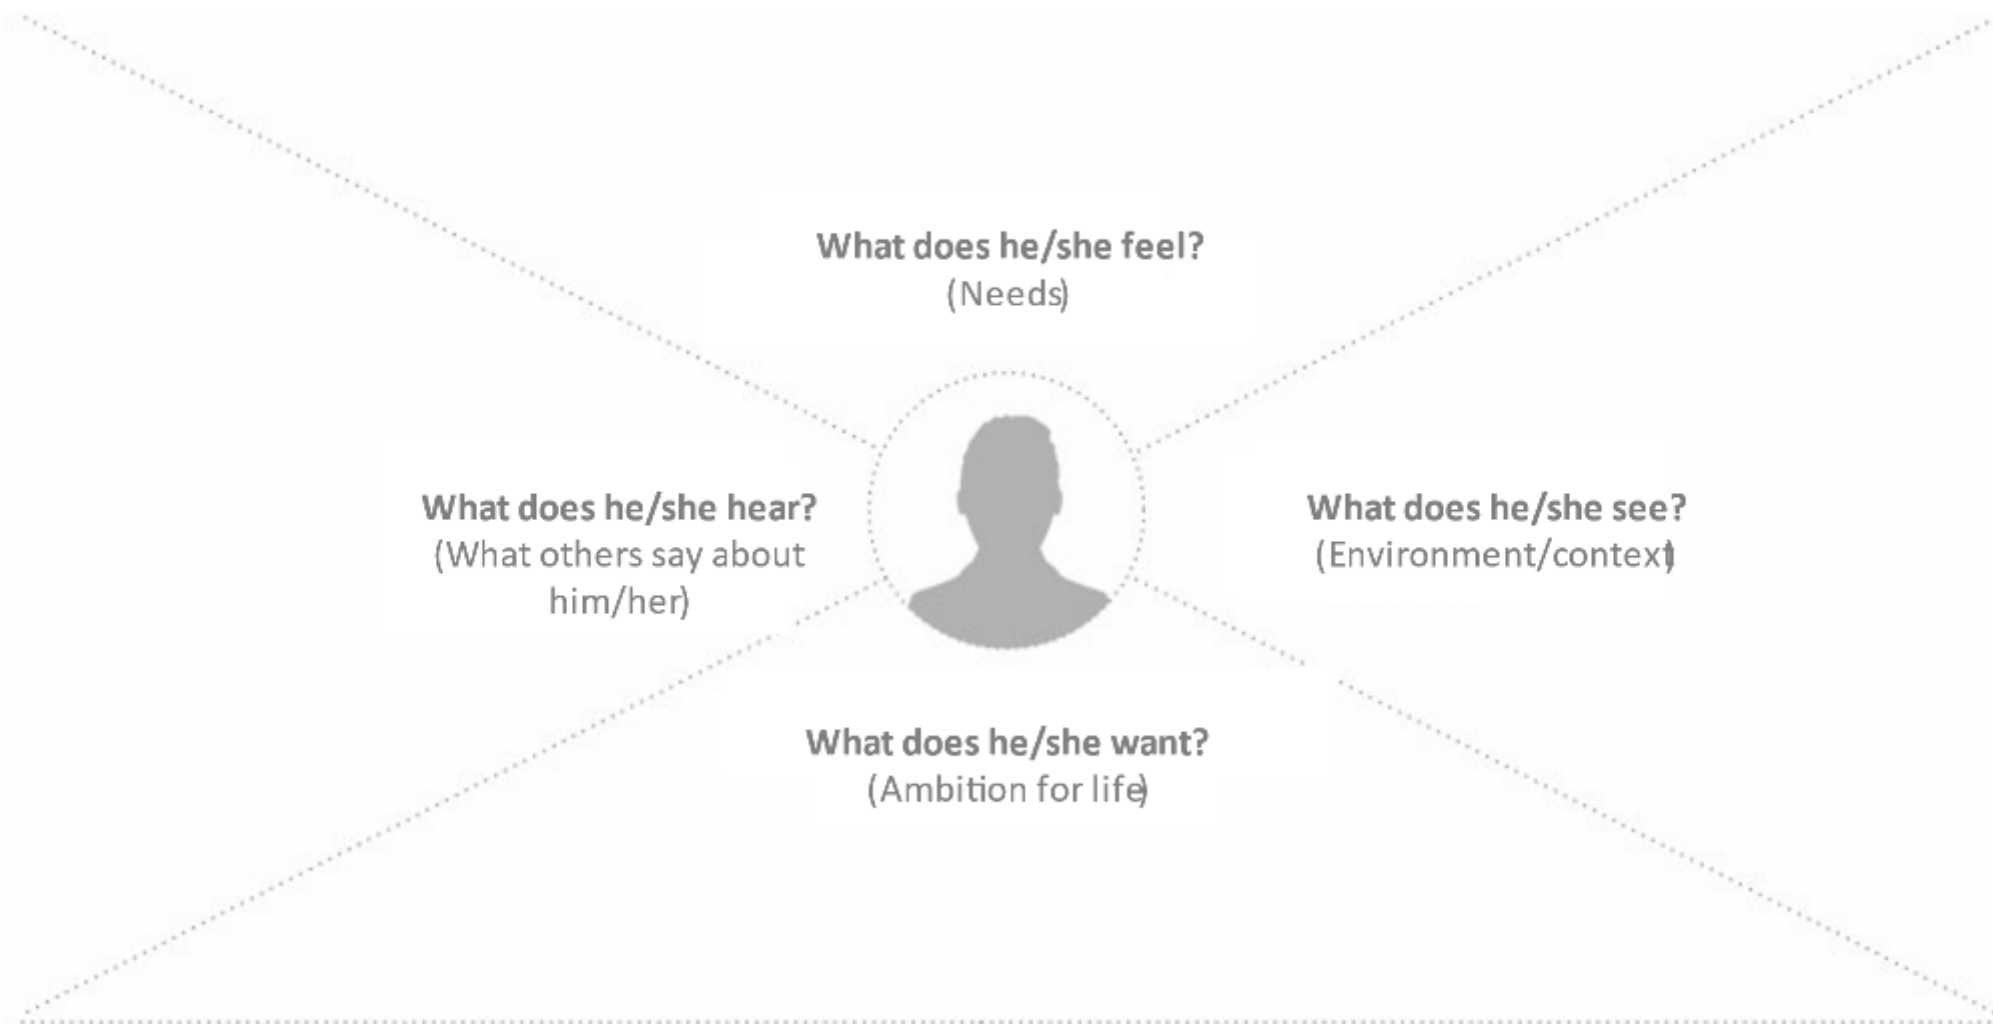 What does he/she feel?
(Needs)
What does he/she hear?
(What others say about
him/her)
What does he/she see?
(Environment/context)
What does he/she want?
(Ambition for life)